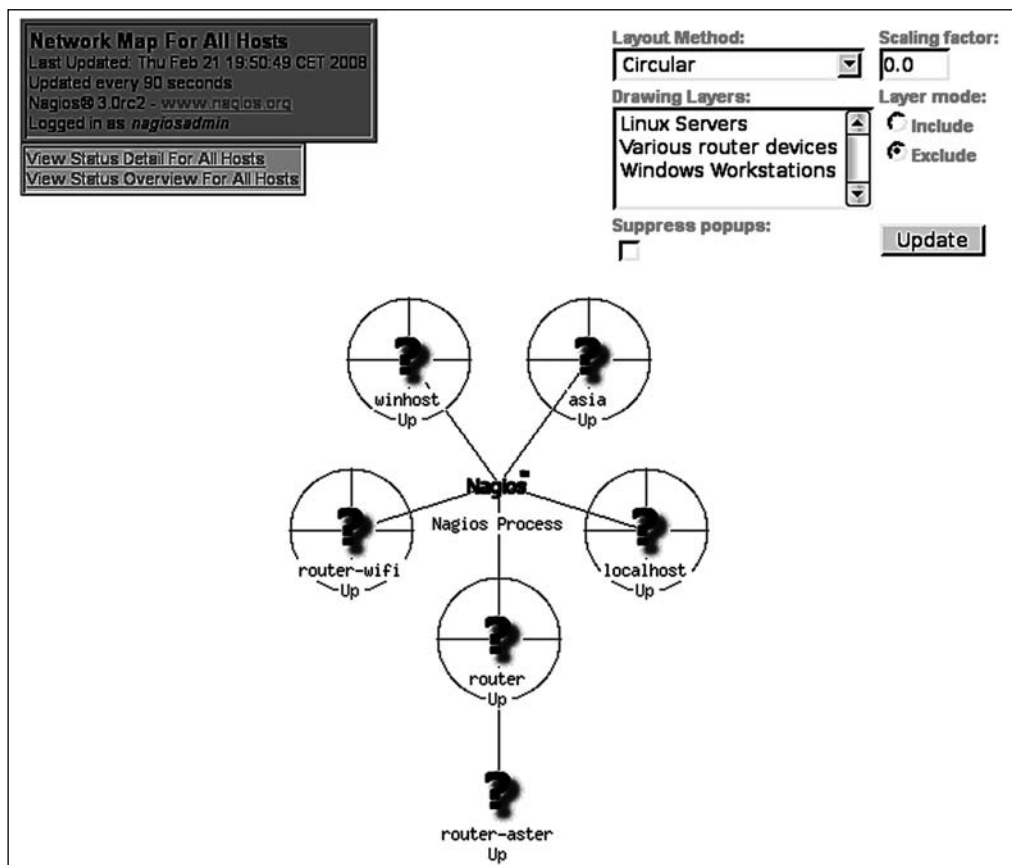 Network Map For All Hosts
Last Updated: Thu Feb 21 19:50:49 CET 2008
Updated every 90 seconds
Nagios® 3.0rc2 - www.nagios.org
Logged in as nagiosadmin
View Status Detail For All Hosts
View Status Overview For All Hosts
Layout Method:
Circular
Scaling factor:
0.0
Drawing Layers:
Linux Servers
Various router devices
Windows Workstations
Layer mode:
Include
Exclude
Suppress popups:
Update
winhost
Up
asia
Up
Nagios™
Nagios Process
router-wifi
Up
localhost
Up
router
Up
router-aster
Up